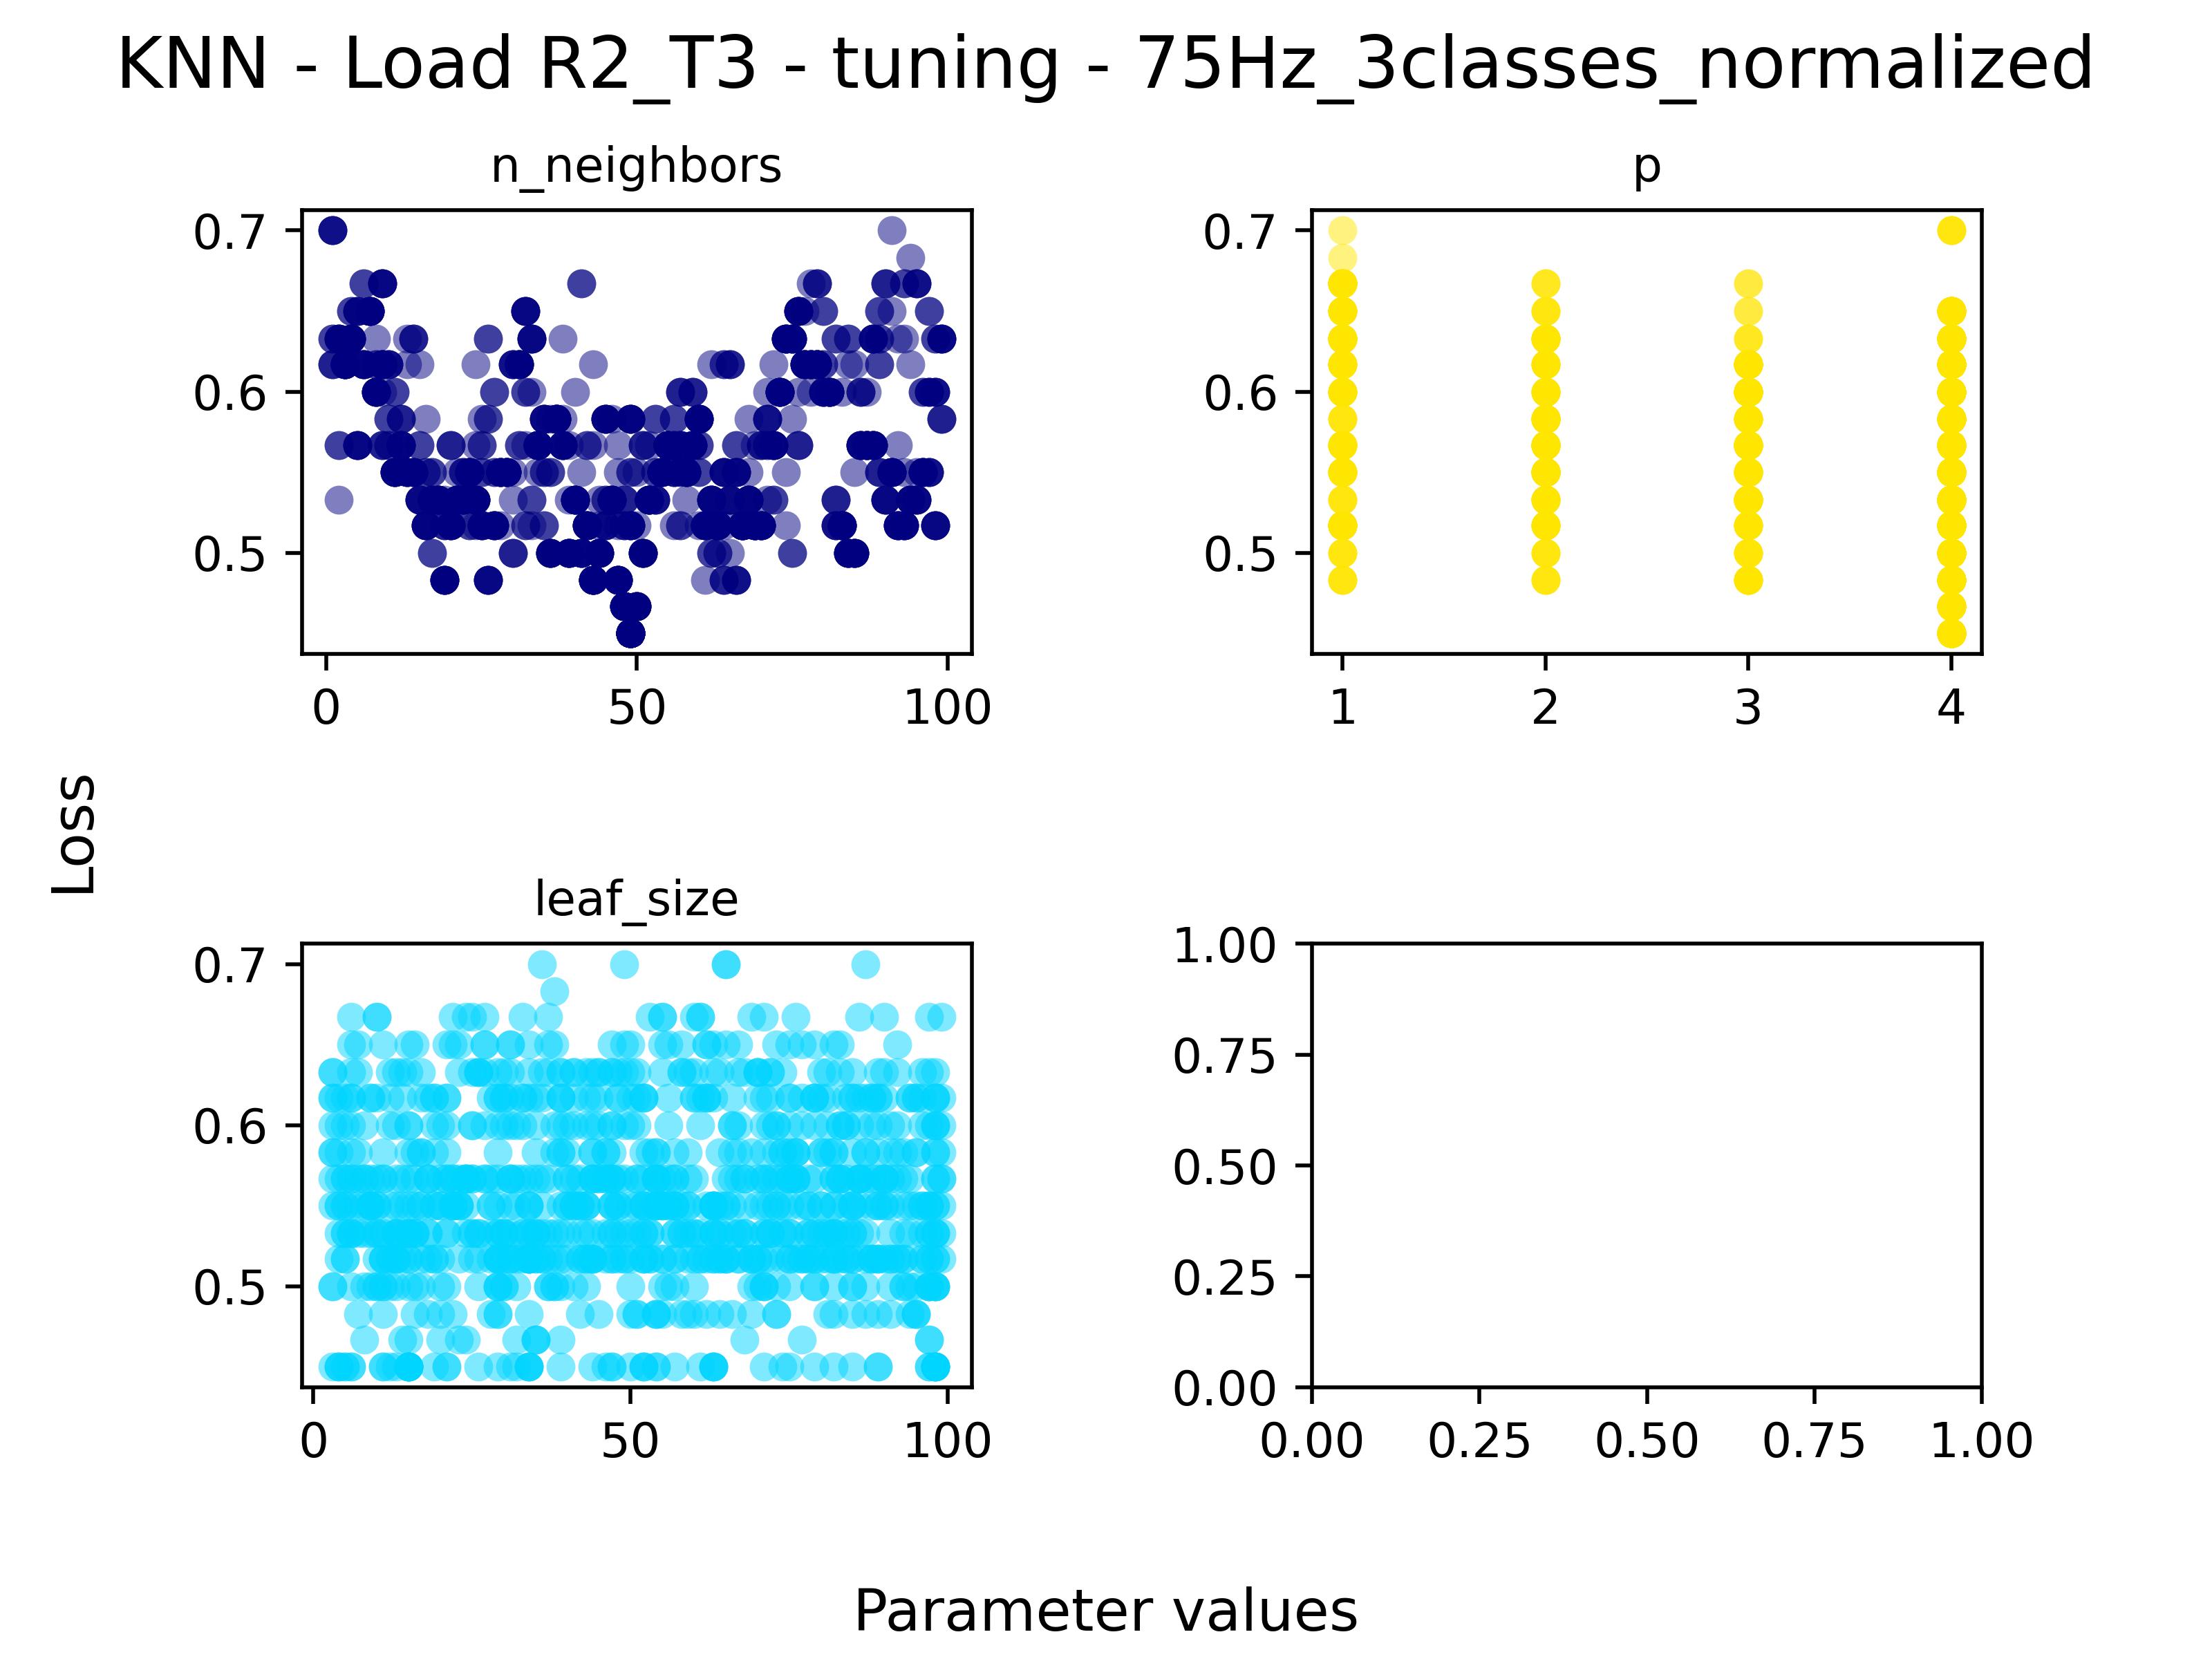 KNN - Load R2_T3 - tuning - 75Hz_3classes_normalized
n_neighbors
0.7
0.6
0.5
0 50 100
p
0.7
0.6
0.5
1 2 3 4
Loss
leaf_size
0.7
0.6
0.5
0 50 100
1.00
0.75
0.50
0.25
0.00
0.00 0.25 0.50 0.75 1.00
Parameter values